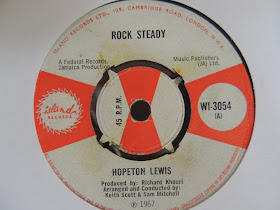 ISLAND RECORDS LTD., 108, CAMBRIDGE ROAD, LONDON, N.W.6.
ROCK STEADY
A Federal Records,
Jamaica Production
Music Publishers
(JA) Ltd.
island
RECORDS
45 R.P.M.
WI-3054
(A)
HOPETON LEWIS
Produced by: Richard Khouri
Arranged and Conducted by:
Keith Scott & Sam Mitchell
℗ 1967